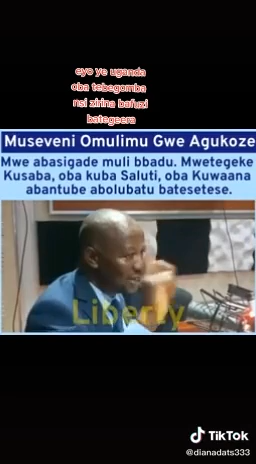 eyo ye uganda
oba tebegomba
nsi zirina bafuzi
bategeera
Museveni Omulimu Gwe Agukoze
Mwe abasigade muli bbadu. Mwetegeke
Kusaba, oba kuba Saluti, oba Kuwaana
abantube abolubatu batesetese.
Liberty
TikTok
@dianadats333